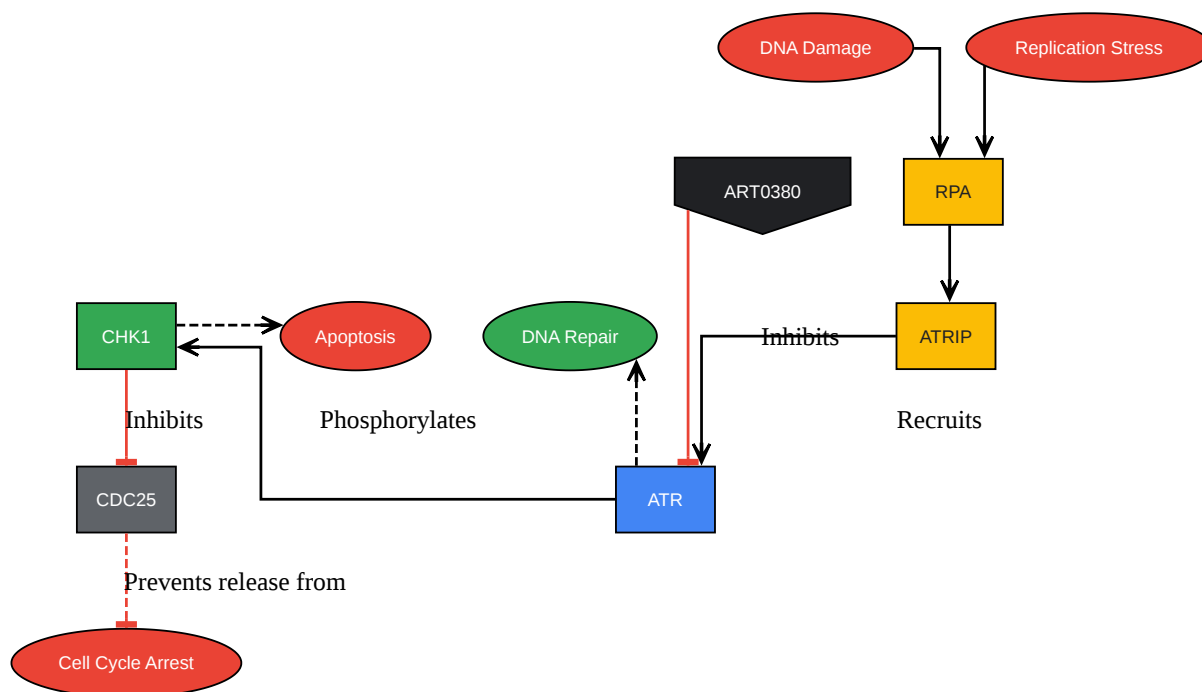 DNA Damage
Replication Stress
ART0380
RPA
CHK1
Apoptosis
DNA Repair
Inhibits
ATRIP
Inhibits
Phosphorylates
Recruits
CDC25
ATR
Prevents release from
Cell Cycle Arrest